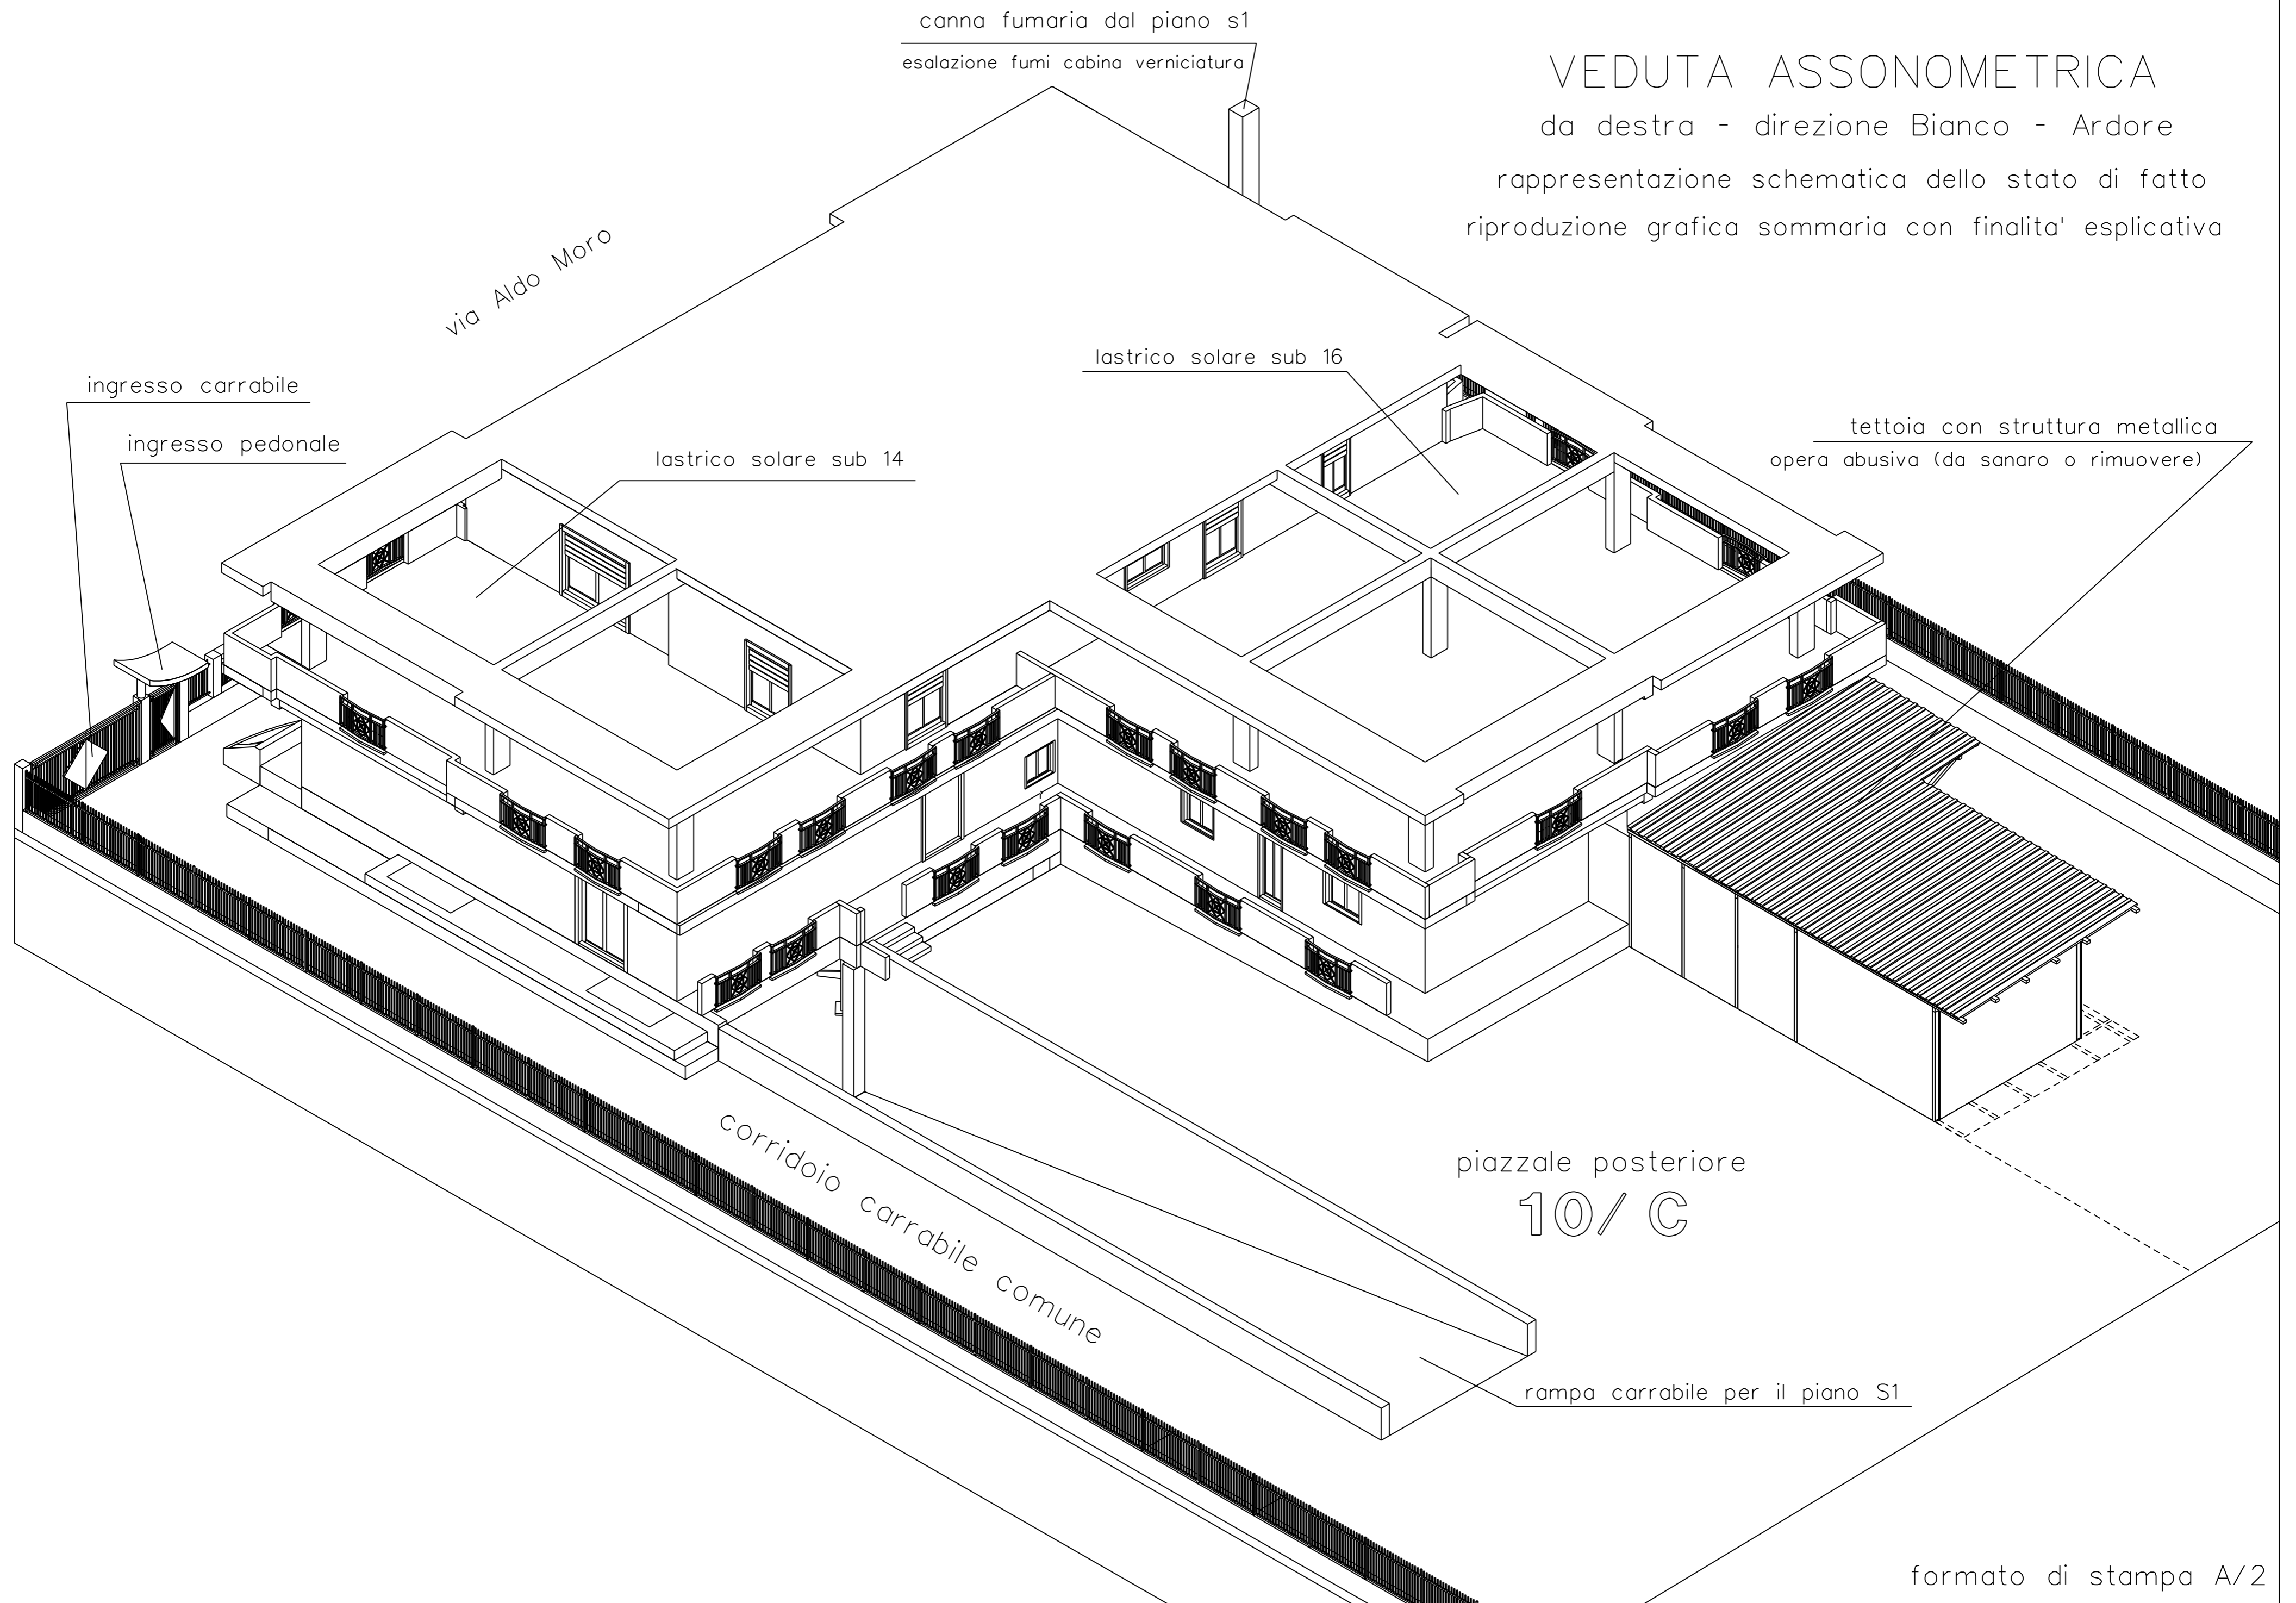 canna fumaria dal piano s1
esalazione fumi cabina verniciatura
VEDUTA ASSONOMETRICA
da destra - direzione Bianco - Ardore
rappresentazione schematica dello stato di fatto
riproduzione grafica sommaria con finalita' esplicativa
via Aldo Moro
lastrico solare sub 16
ingresso carrabile
ingresso pedonale
lastrico solare sub 14
tettoia con struttura metallica
opera abusiva (da sanaro o rimuovere)
corridoio carrabile comune
piazzale posteriore
10/ C
rampa carrabile per il piano S1
formato di stampa A/2